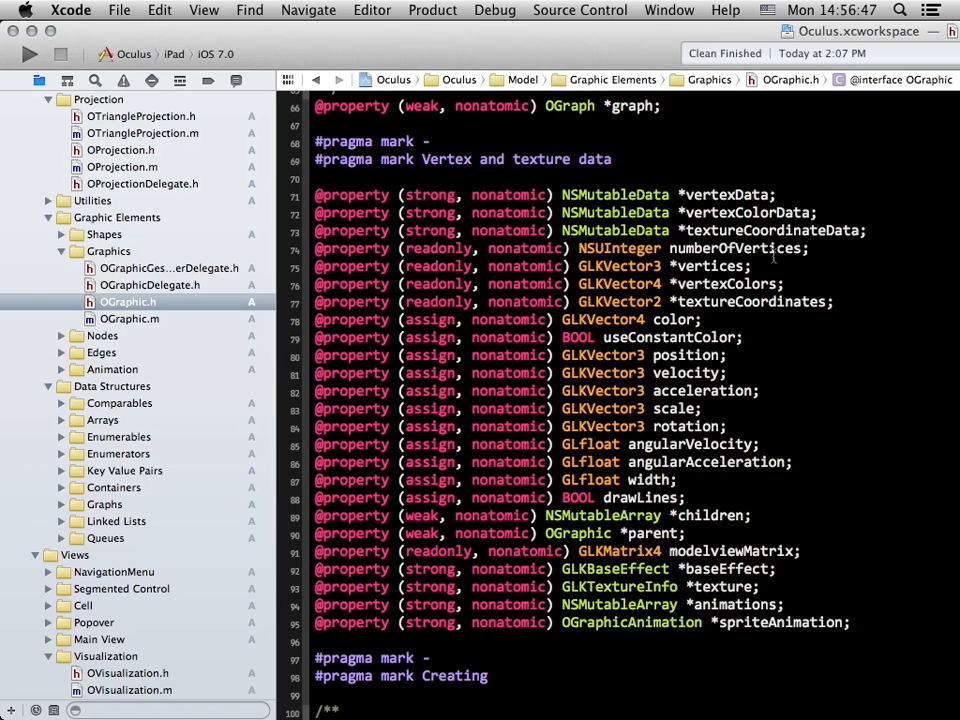 Xcode File Edit View Find Navigate Editor Product Debug Source Control Window Help Mon 14:56:47
Oculus.xcworkspace —
Oculus iPad iOS 7.0
Clean Finished Today at 2:07 PM
Oculus Oculus Model Graphic Elements Graphics h OGraphic.h C @interface OGraphic
Projection
h OTriangleProjection.h A
m OTriangleProjection.m A
h OProjection.h A
m OProjection.m A
h OProjectionDelegate.h A
Utilities A
Graphic Elements
Shapes A
Graphics A
h OGraphicGes...erDelegate.h A
h OGraphicDelegate.h A
h OGraphic.h A
m OGraphic.m A
Nodes A
Edges A
Animation A
Data Structures A
Comparables A
Arrays A
Enumerables A
Enumerators A
Key Value Pairs A
Containers A
Graphs A
Linked Lists A
Queues A
Views A
NavigationMenu A
Segmented Control A
Cell A
Popover A
Main View A
Visualization A
h OVisualization.h A
m OVisualization.m A
66 @property (weak, nonatomic) OGraph *graph;
67
68 #pragma mark -
69 #pragma mark Vertex and texture data
70
71 @property (strong, nonatomic) NSMutableData *vertexData;
72 @property (strong, nonatomic) NSMutableData *vertexColorData;
73 @property (strong, nonatomic) NSMutableData *textureCoordinateData;
74 @property (readonly, nonatomic) NSUInteger numberOfVertices;
75 @property (readonly, nonatomic) GLKVector3 *vertices;
76 @property (readonly, nonatomic) GLKVector4 *vertexColors;
77 @property (readonly, nonatomic) GLKVector2 *textureCoordinates;
78 @property (assign, nonatomic) GLKVector4 color;
79 @property (assign, nonatomic) BOOL useConstantColor;
80 @property (assign, nonatomic) GLKVector3 position;
81 @property (assign, nonatomic) GLKVector3 velocity;
82 @property (assign, nonatomic) GLKVector3 acceleration;
83 @property (assign, nonatomic) GLKVector3 scale;
84 @property (assign, nonatomic) GLKVector3 rotation;
85 @property (assign, nonatomic) GLfloat angularVelocity;
86 @property (assign, nonatomic) GLfloat angularAcceleration;
87 @property (assign, nonatomic) GLfloat width;
88 @property (assign, nonatomic) BOOL drawLines;
89 @property (weak, nonatomic) NSMutableArray *children;
90 @property (weak, nonatomic) OGraphic *parent;
91 @property (readonly, nonatomic) GLKMatrix4 modelviewMatrix;
92 @property (strong, nonatomic) GLKBaseEffect *baseEffect;
93 @property (strong, nonatomic) GLKTextureInfo *texture;
94 @property (strong, nonatomic) NSMutableArray *animations;
95 @property (strong, nonatomic) OGraphicAnimation *spriteAnimation;
96
97 #pragma mark -
98 #pragma mark Creating
99
100 /**